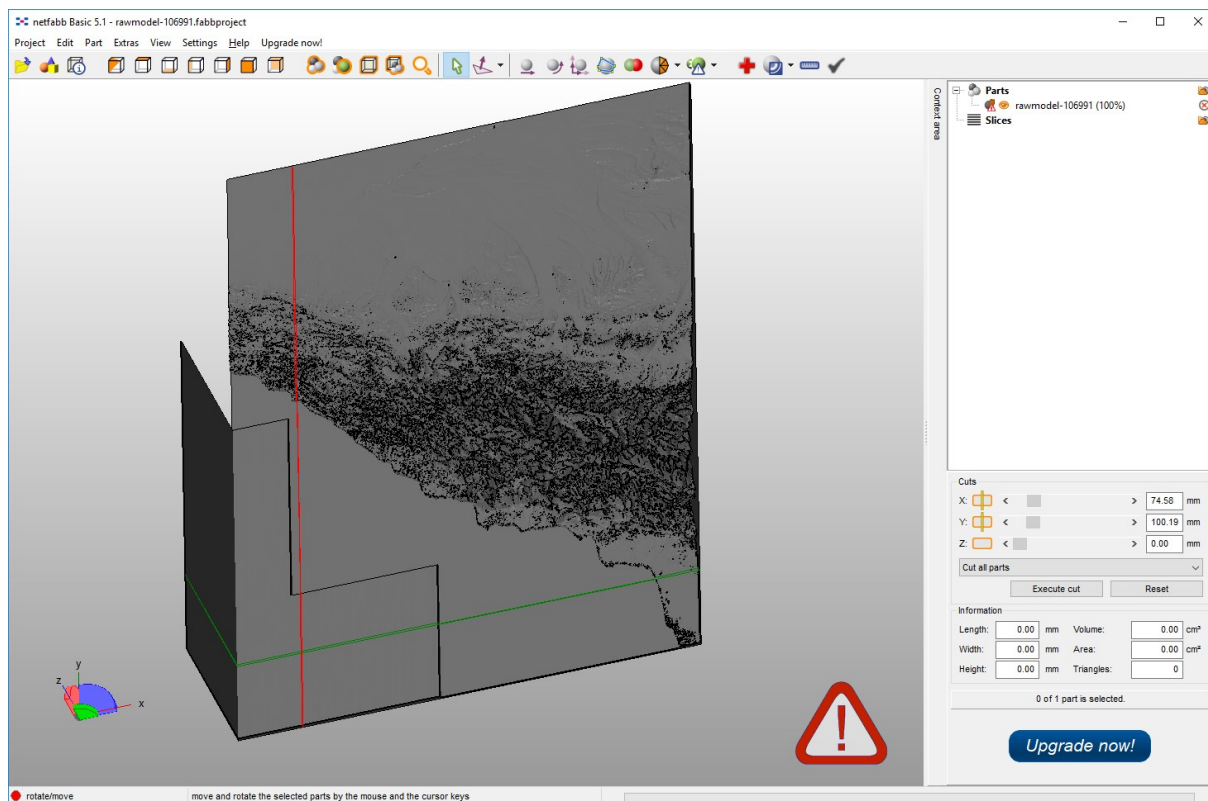 netfabb Basic 5.1 - rawmodel-106991.fabbproject
Project Edit Part Extras View Settings Help Upgrade now!
Context area
Parts
rawmodel-106991 (100%)
Slices
Cuts
X: < > 74.58 mm
Y: < > 100.19 mm
Z: < > 0.00 mm
Cut all parts
Execute cut Reset
Information
Length: 0.00 mm Volume: 0.00 cm³
Width: 0.00 mm Area: 0.00 cm²
Height: 0.00 mm Triangles: 0
0 of 1 part is selected.
Upgrade now!
y
z
x
!
rotate/move move and rotate the selected parts by the mouse and the cursor keys